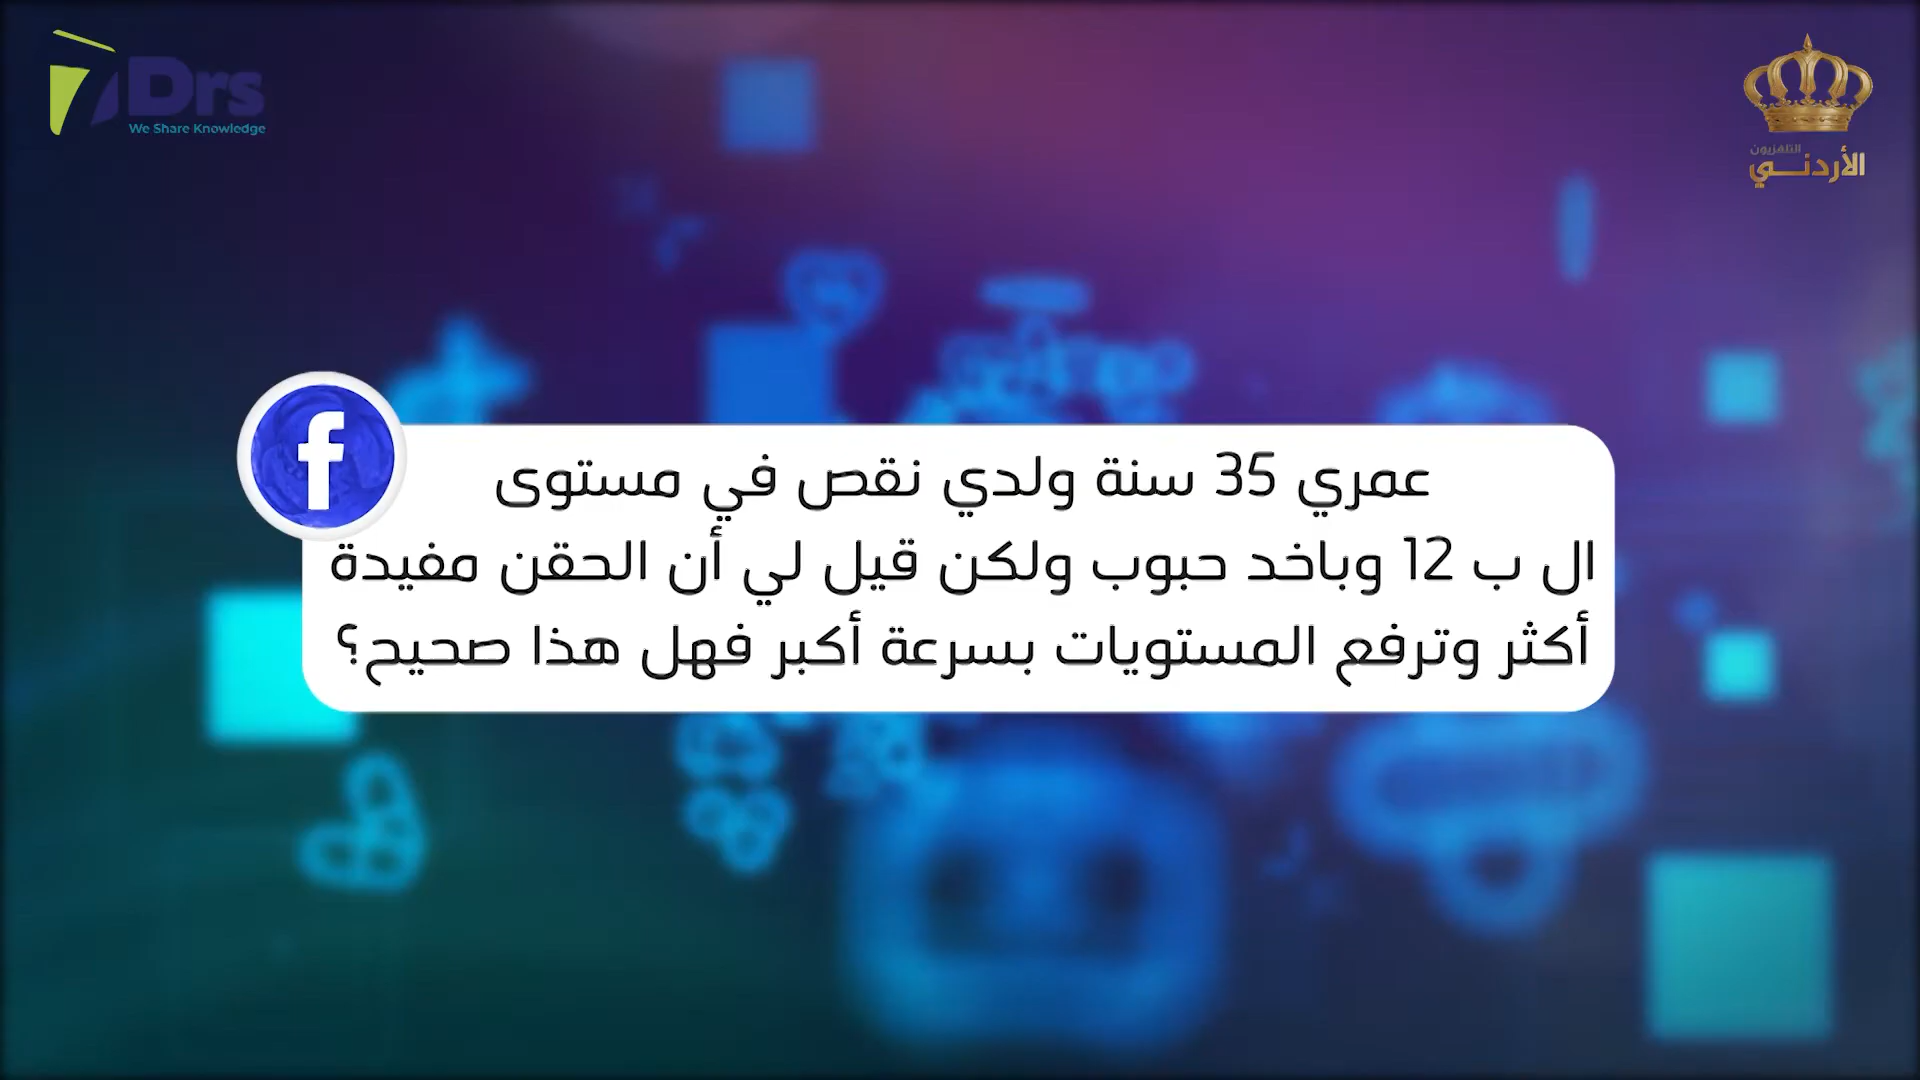 Drs
We Share Knowledge
التلفزيون
الأردني
عمري 35 سنة ولدي نقص في مستوى
ال ب 12 وباخد حبوب ولكن قيل لي أن الحقن مفيدة
أكثر وترفع المستويات بسرعة أكبر فهل هذا صحيح؟